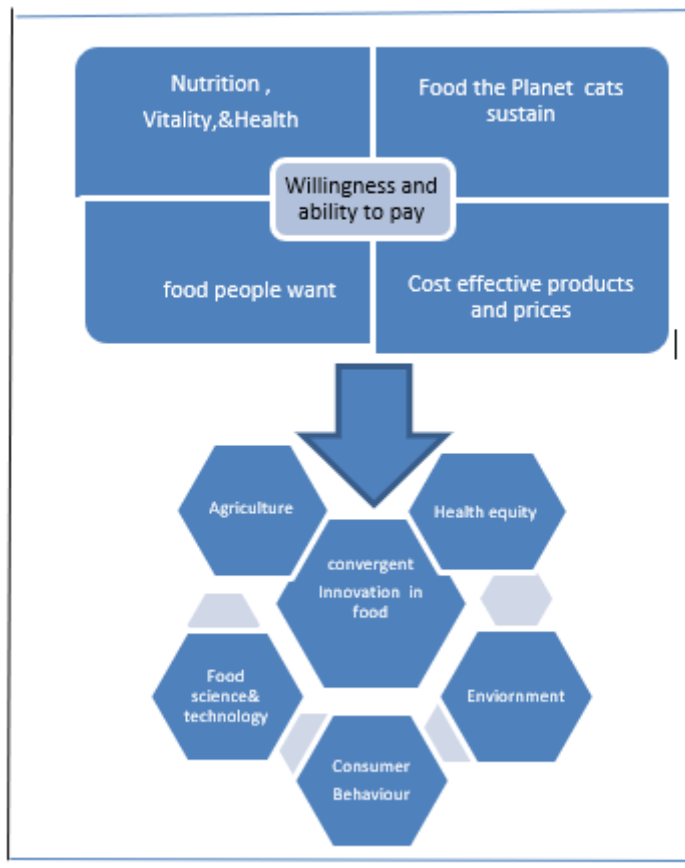 Nutrition ,
Vitality,&Health
Food the Planet cats
sustain
Willingness and
ability to pay
food people want
Cost effective products
and prices
Agriculture
Health equity
convergent
Innovation in
food
Food
science&
technology
Enviornment
Consumer
Behaviour